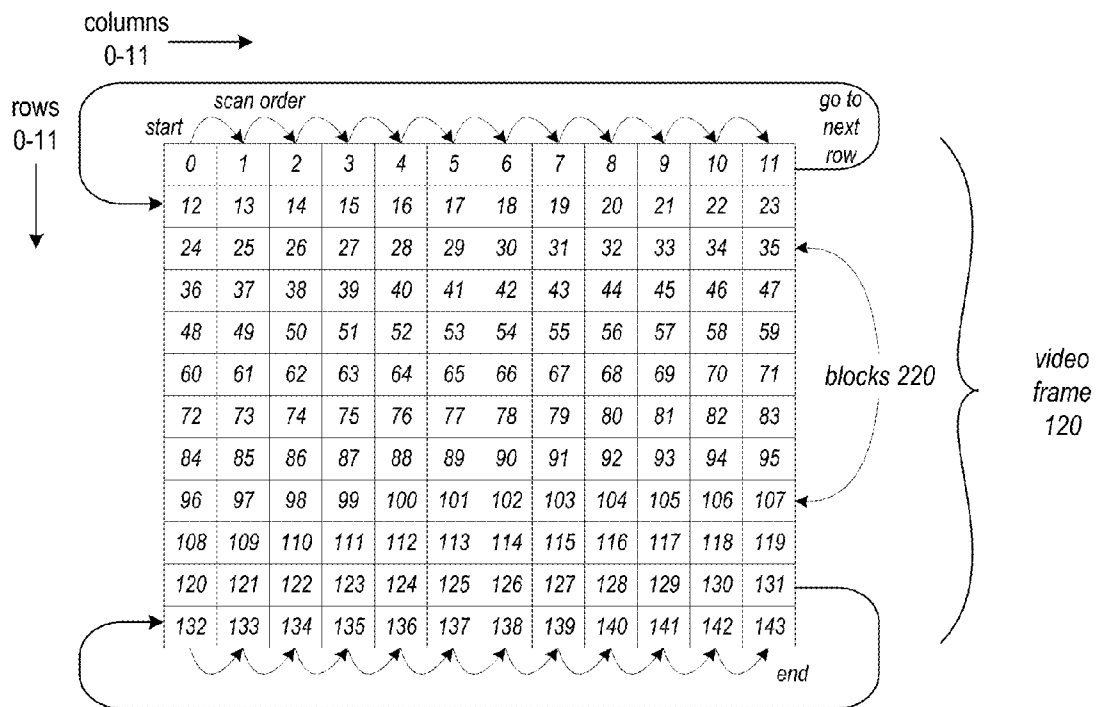 columns
0-11
rows
0-11
scan order
start
go to
next
row
0 1 2 3 4 5 6 7 8 9 10 11
12 13 14 15 16 17 18 19 20 21 22 23
24 25 26 27 28 29 30 31 32 33 34 35
36 37 38 39 40 41 42 43 44 45 46 47
48 49 50 51 52 53 54 55 56 57 58 59
60 61 62 63 64 65 66 67 68 69 70 71
72 73 74 75 76 77 78 79 80 81 82 83
84 85 86 87 88 89 90 91 92 93 94 95
96 97 98 99 100 101 102 103 104 105 106 107
108 109 110 111 112 113 114 115 116 117 118 119
120 121 122 123 124 125 126 127 128 129 130 131
132 133 134 135 136 137 138 139 140 141 142 143
end
blocks 220
video
frame
120